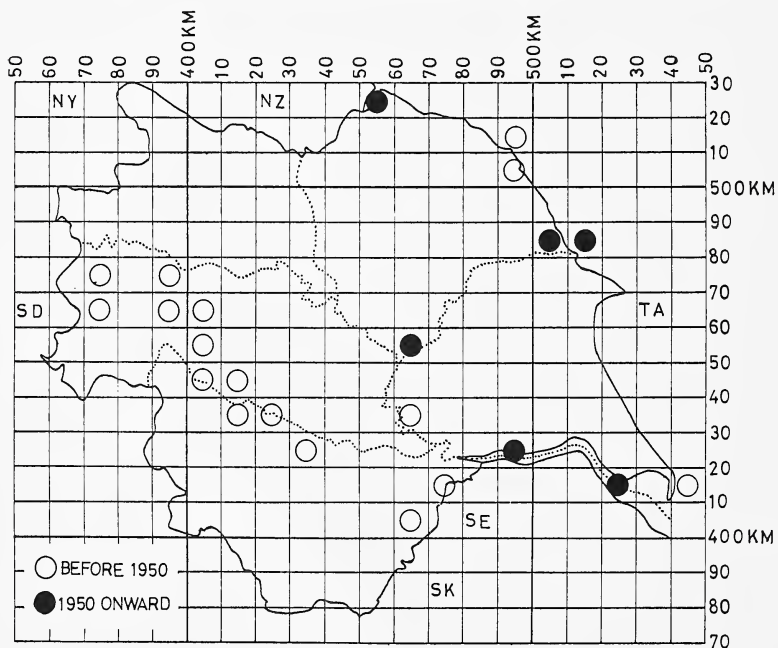 50 60 70 80 90 400KM 10 20 30 40 50 60 70 80 90 500KM 10 20 30 40 50
NY NZ 30
20
10
500KM
90
80
70
SD TA
60
50
40
30
20
10
SE
400KM
BEFORE 1950 90
SK
1950 ONWARD 80
70